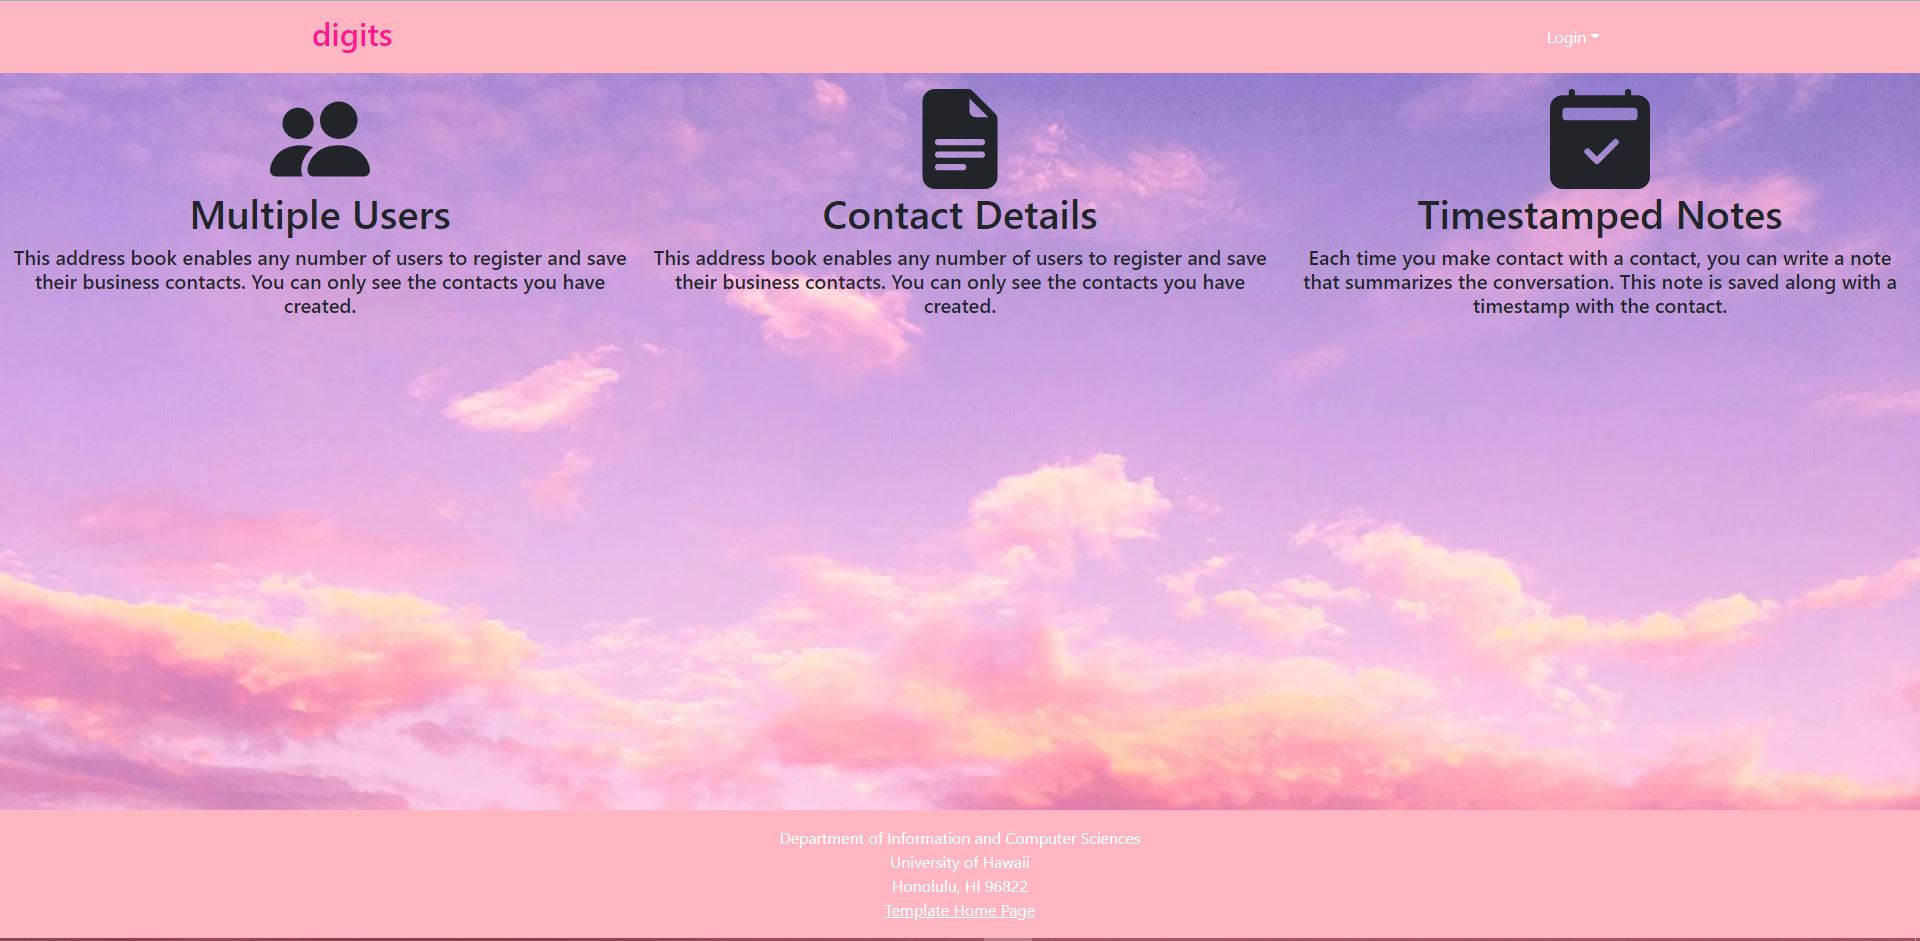 digits
Login
Multiple Users
This address book enables any number of users to register and save
their business contacts. You can only see the contacts you have
created.
Contact Details
This address book enables any number of users to register and save
their business contacts. You can only see the contacts you have
created.
Timestamped Notes
Each time you make contact with a contact, you can write a note
that summarizes the conversation. This note is saved along with a
timestamp with the contact.
Department of Information and Computer Sciences
University of Hawaii
Honolulu, HI 96822
Template Home Page